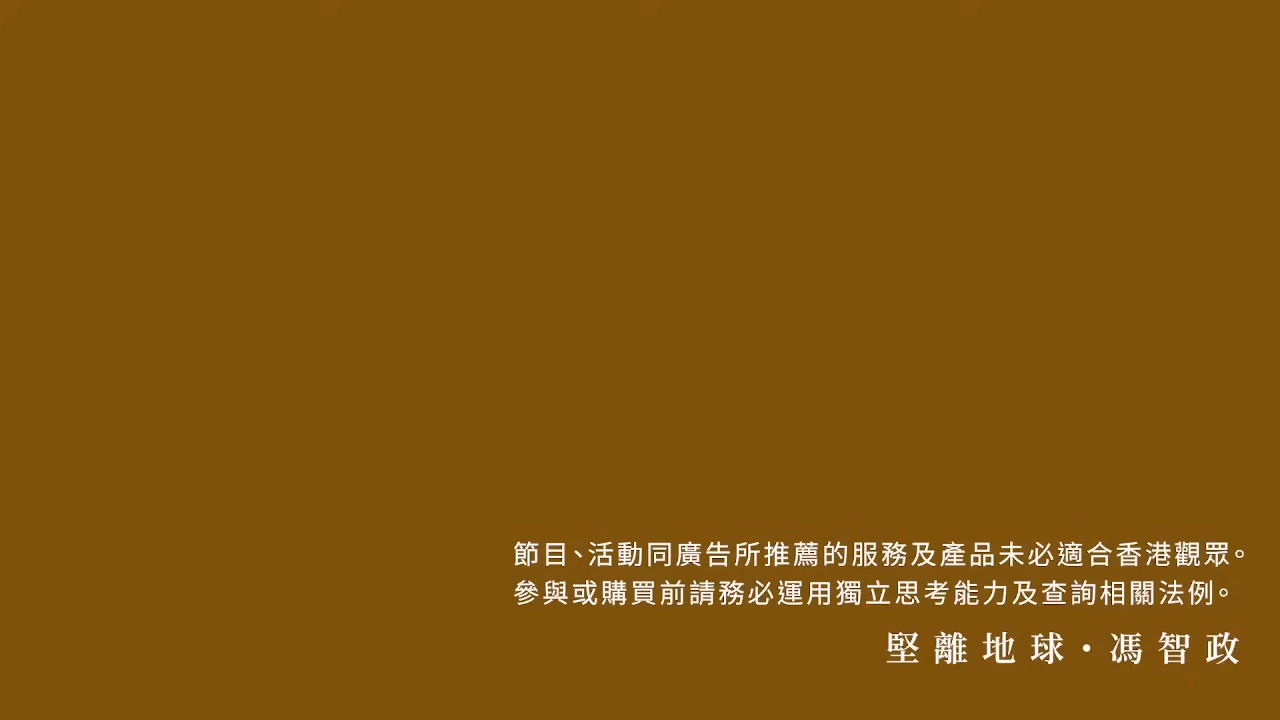 節目、活動同廣告所推薦的服務及產品未必適合香港觀眾。
參與或購買前請務必運用獨立思考能力及查詢相關法例。
堅離地球・馮智政